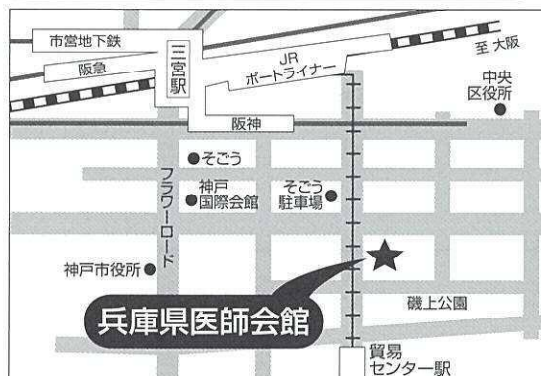 市営地下鉄
阪急
三宮駅
JR
ポートライナー
至 大阪
中央
区役所
阪神
そごう
フラワーロード
神戸
国際会館
そごう
駐車場
神戸市役所
兵庫県医師会館
磯上公園
貿易
センター駅